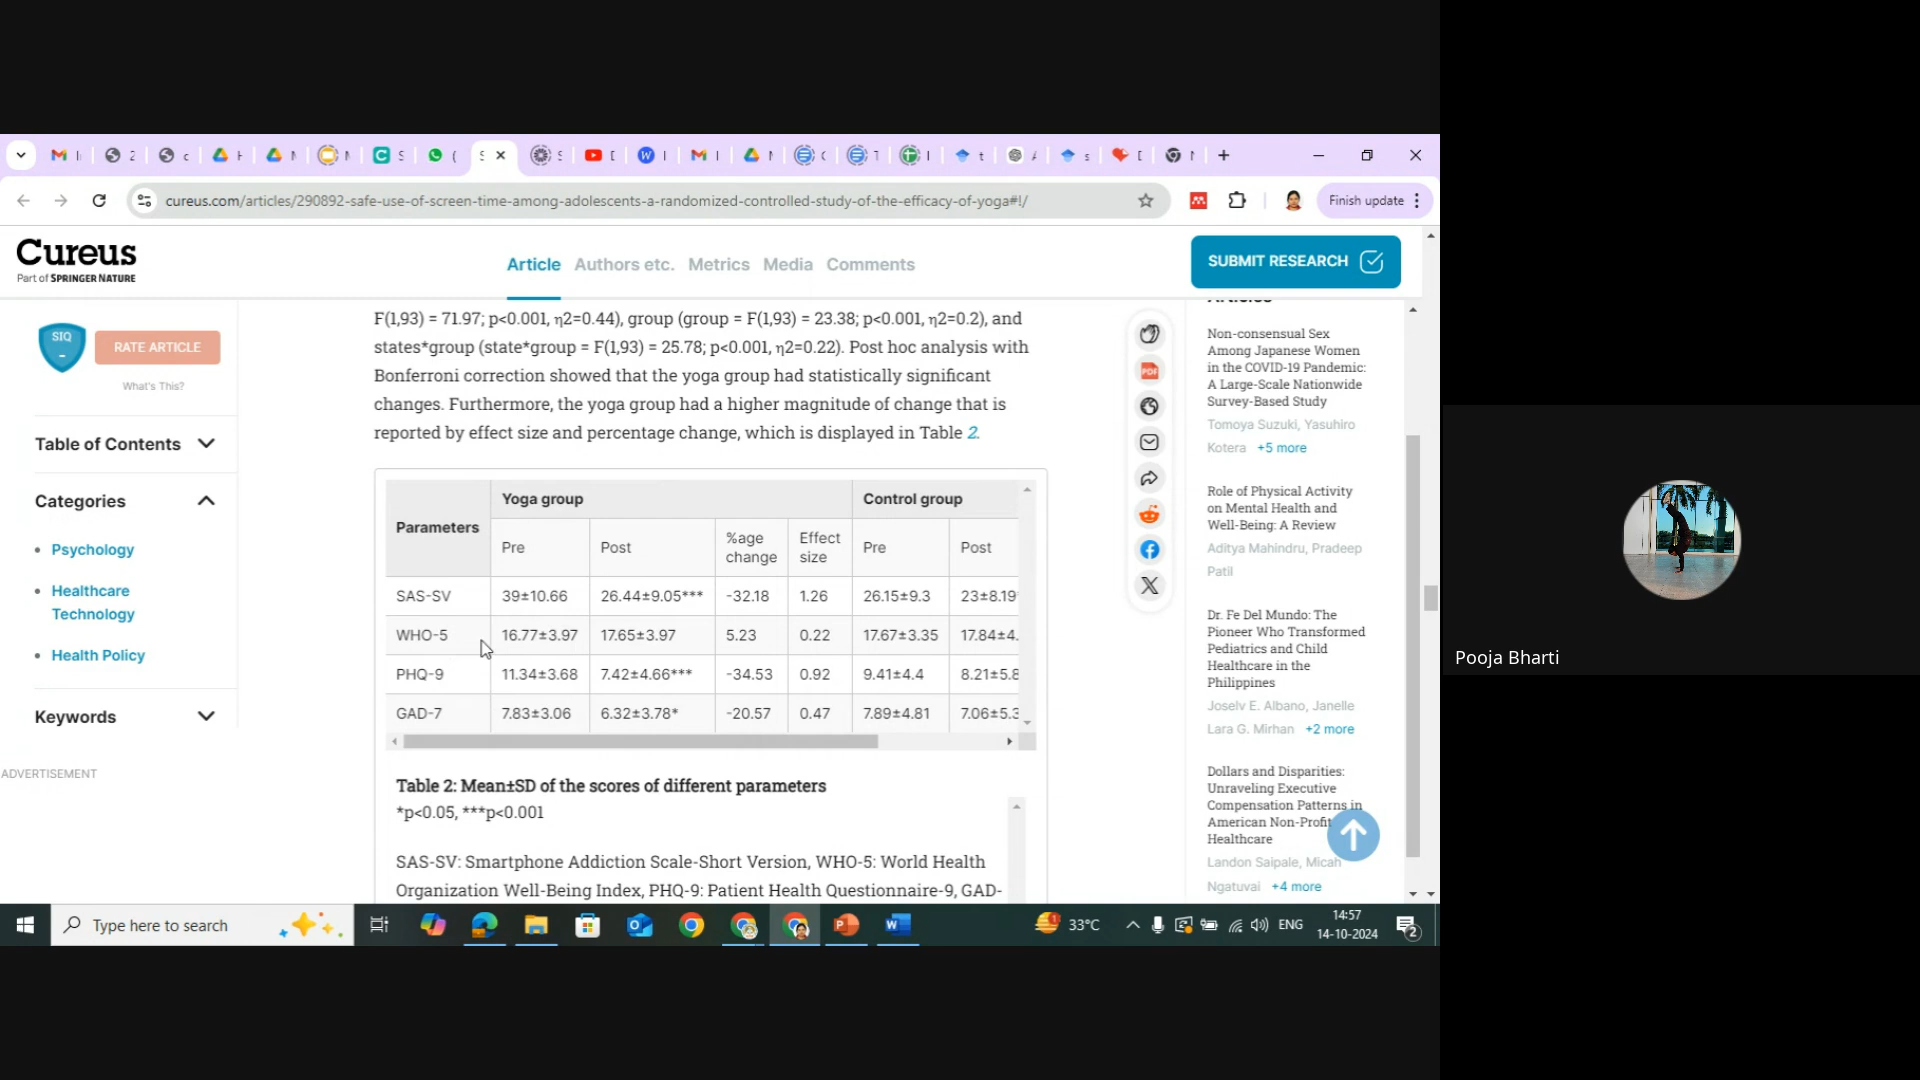 cureus.com/articles/290892-safe-use-of-screen-time-among-adolescents-a-randomized-controlled-study-of-the-efficacy-of-yoga#!/
Finish update
Cureus
Part of SPRINGER NATURE
Article Authors etc. Metrics Media Comments
SUBMIT RESEARCH
SIQ
RATE ARTICLE
What's This?
Table of Contents
Categories
Psychology
Healthcare
Technology
Health Policy
Keywords
ADVERTISEMENT
F(1,93) = 71.97; p<0.001, η2=0.44), group (group = F(1,93) = 23.38; p<0.001, η2=0.2), and
states*group (state*group = F(1,93) = 25.78; p<0.001, η2=0.22). Post hoc analysis with
Bonferroni correction showed that the yoga group had statistically significant
changes. Furthermore, the yoga group had a higher magnitude of change that is
reported by effect size and percentage change, which is displayed in Table 2.
Parameters Yoga group Control group
Pre Post %age change Effect size Pre Post
SAS-SV 39±10.66 26.44±9.05*** -32.18 1.26 26.15±9.3 23±8.19
WHO-5 16.77±3.97 17.65±3.97 5.23 0.22 17.67±3.35 17.84±4.
PHQ-9 11.34±3.68 7.42±4.66*** -34.53 0.92 9.41±4.4 8.21±5.8
GAD-7 7.83±3.06 6.32±3.78* -20.57 0.47 7.89±4.81 7.06±5.3
Table 2: Mean±SD of the scores of different parameters
*p<0.05, ***p<0.001
SAS-SV: Smartphone Addiction Scale-Short Version, WHO-5: World Health
Organization Well-Being Index, PHQ-9: Patient Health Questionnaire-9, GAD-
PDF
Articles
Non-consensual Sex
Among Japanese Women
in the COVID-19 Pandemic:
A Large-Scale Nationwide
Survey-Based Study
Tomoya Suzuki, Yasuhiro
Kotera +5 more
Role of Physical Activity
on Mental Health and
Well-Being: A Review
Aditya Mahindru, Pradeep
Patil
Dr. Fe Del Mundo: The
Pioneer Who Transformed
Pediatrics and Child
Healthcare in the
Philippines
Joselv E. Albano, Janelle
Lara G. Mirhan +2 more
Dollars and Disparities:
Unraveling Executive
Compensation Patterns in
American Non-Profit
Healthcare
Landon Saipale, Micah
Ngatuvai +4 more
Type here to search
33°C
ENG
14:57
14-10-2024
2
Pooja Bharti